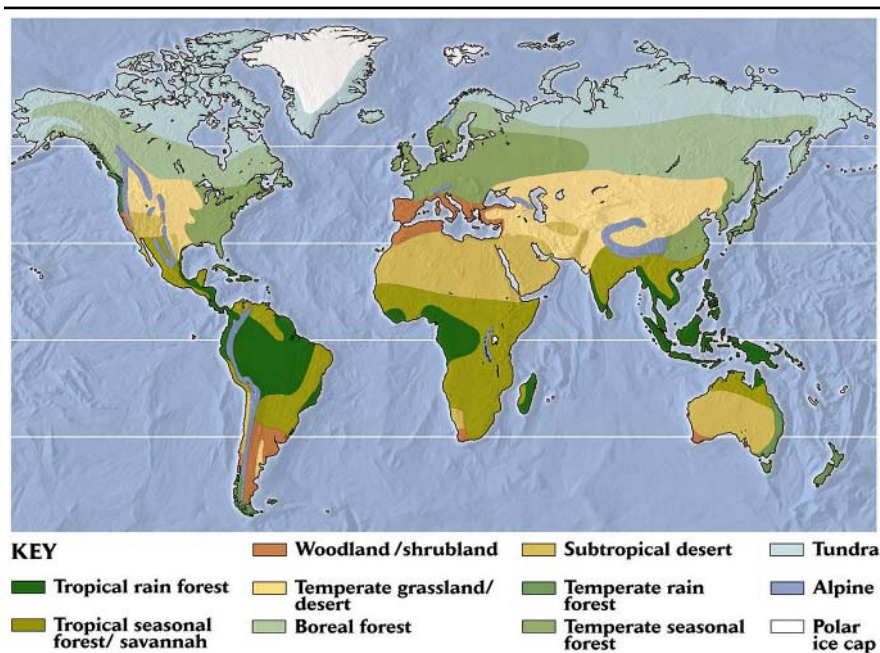 KEY
Woodland/shrubland
Subtropical desert
Tundra
Tropical rain forest
Temperate grassland/
desert
Temperate rain
forest
Alpine
Tropical seasonal
forest/ savannah
Boreal forest
Temperate seasonal
forest
Polar
ice cap